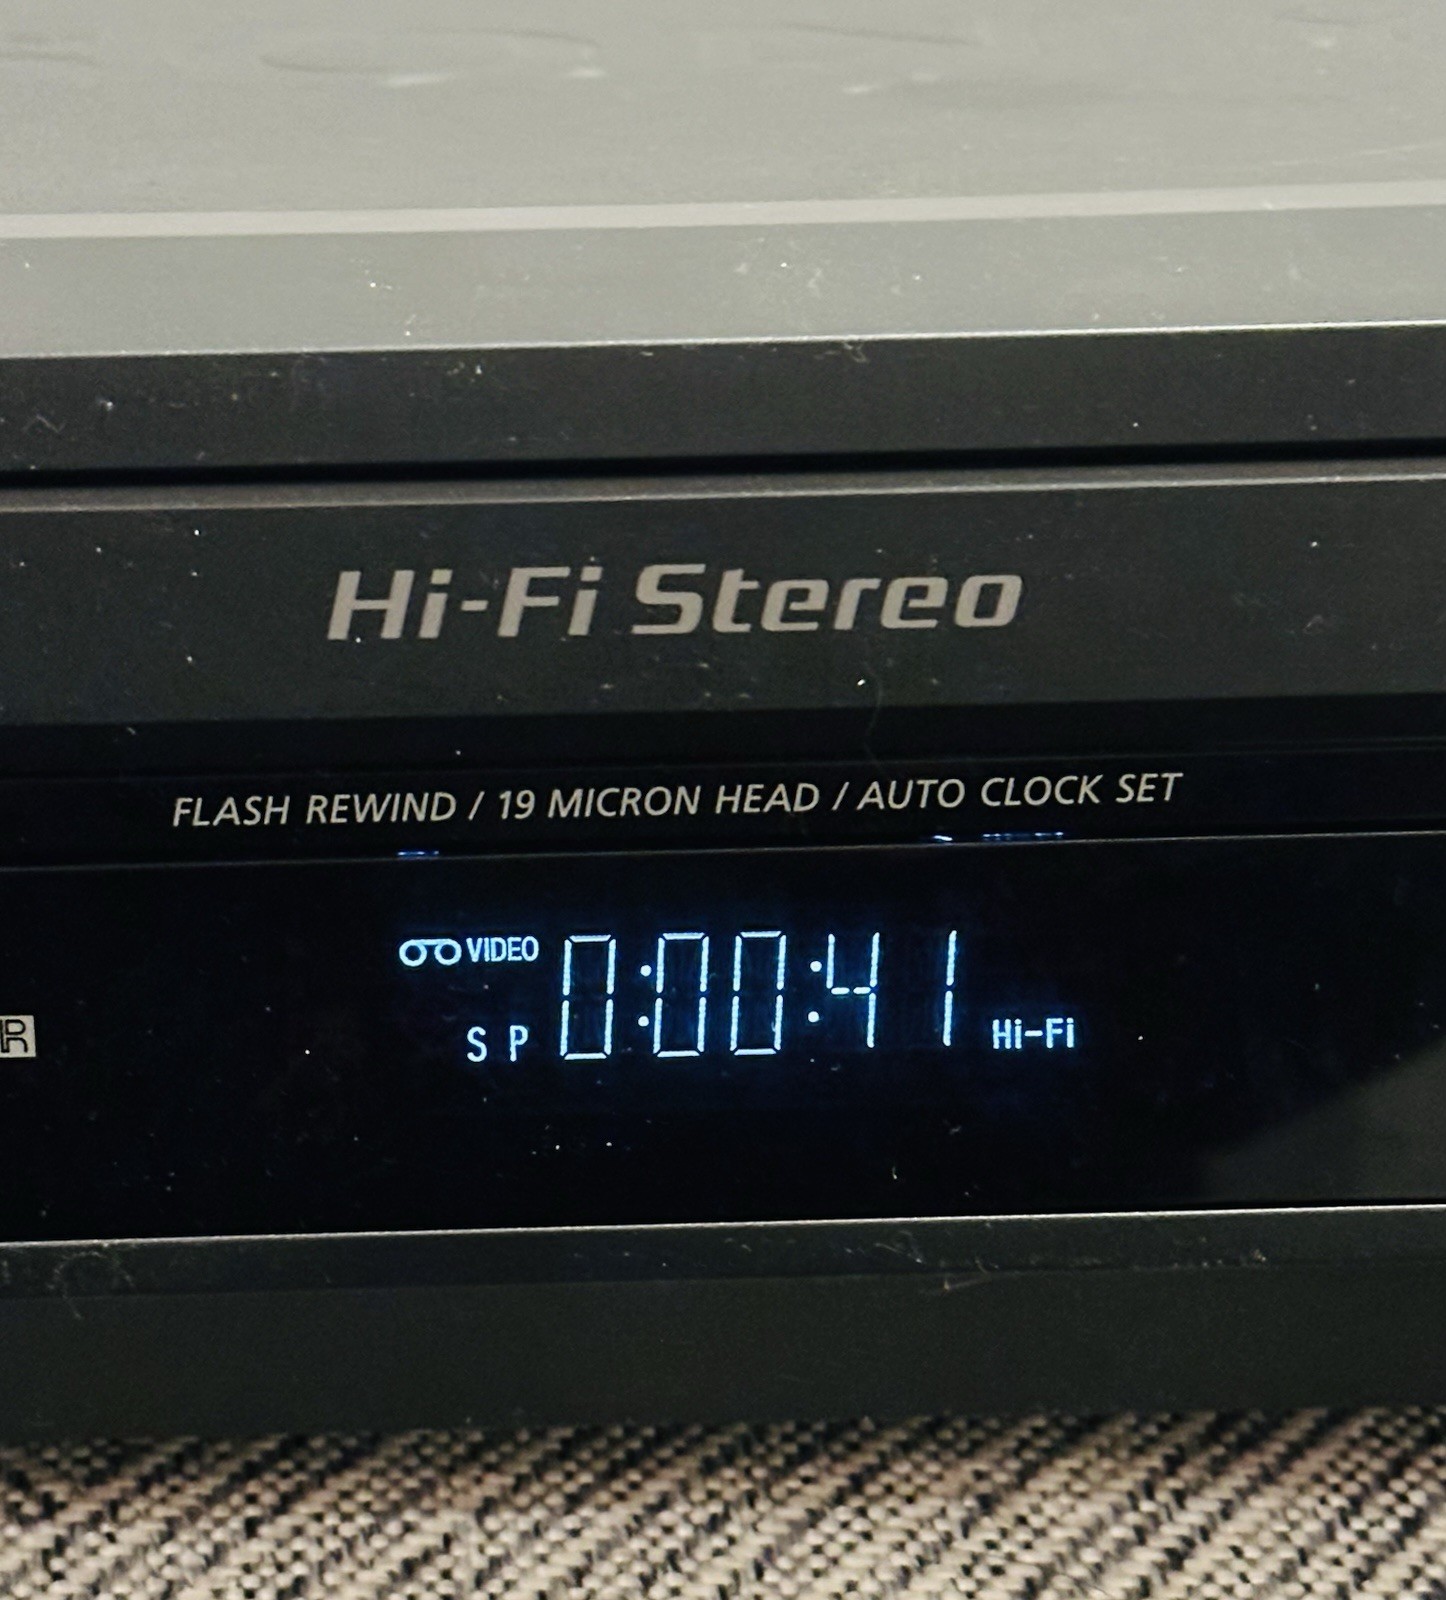 Hi-Fi Stereo
FLASH REWIND / 19 MICRON HEAD / AUTO CLOCK SET
VIDEO 0:00:41
R SP Hi-Fi